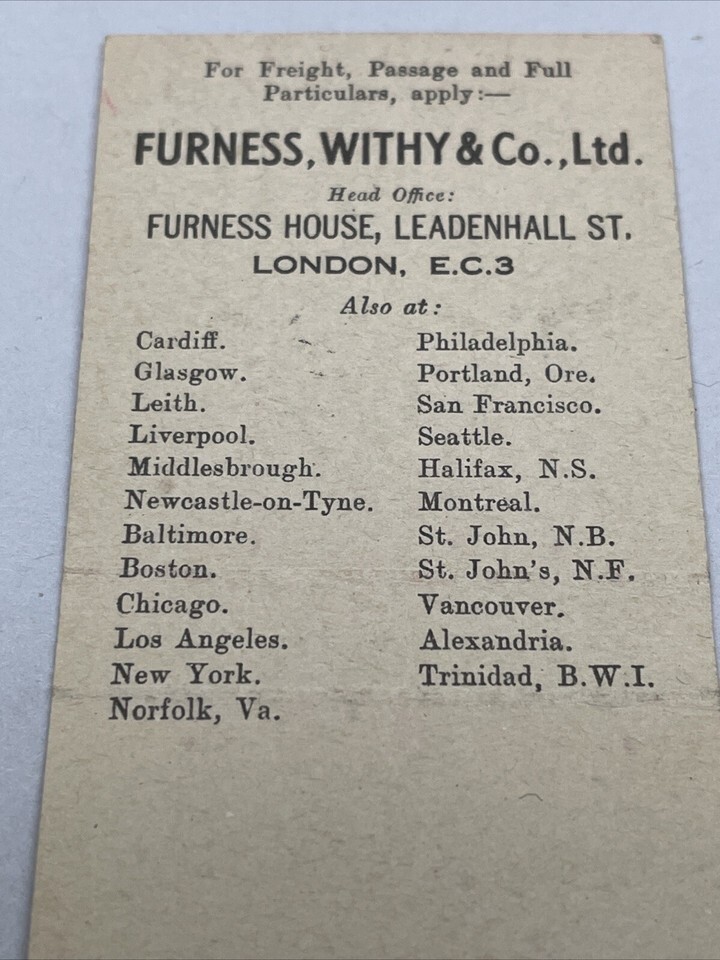 For Freight, Passage and Full
Particulars, apply:—
FURNESS, WITHY & Co., Ltd.
Head Office:
FURNESS HOUSE, LEADENHALL ST.
LONDON, E.C.3
Also at:
Cardiff.
Glasgow.
Leith.
Liverpool.
Middlesbrough.
Newcastle-on-Tyne.
Baltimore.
Boston.
Chicago.
Los Angeles.
New York.
Norfolk, Va.
Philadelphia.
Portland, Ore.
San Francisco.
Seattle.
Halifax, N.S.
Montreal.
St. John, N.B.
St. John's, N.F.
Vancouver.
Alexandria.
Trinidad, B.W.I.